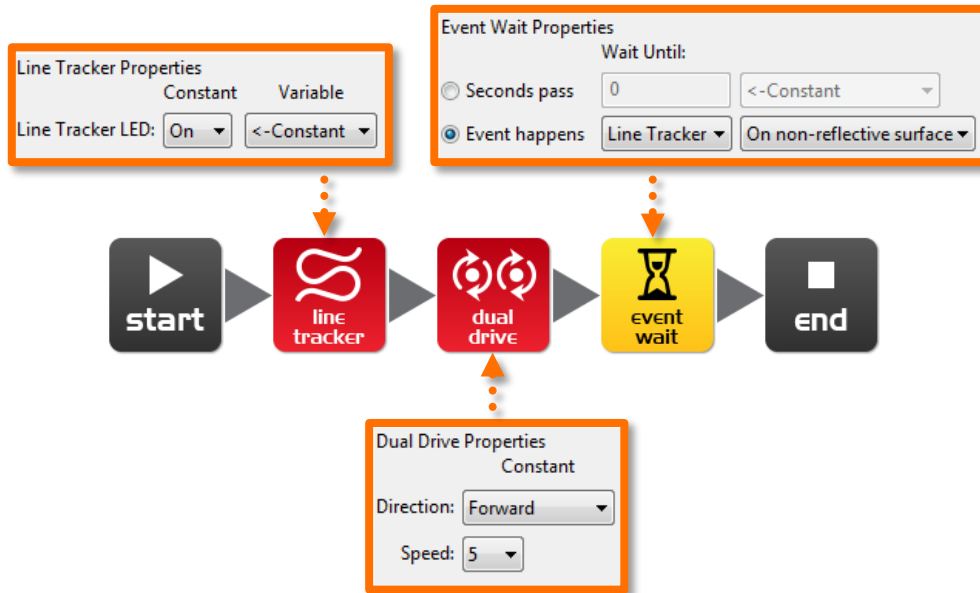 Line Tracker Properties
Constant Variable
Line Tracker LED: On <-Constant
Event Wait Properties
Wait Until:
Seconds pass 0 <-Constant
Event happens Line Tracker On non-reflective surface
start
line
tracker
dual
drive
event
wait
end
Dual Drive Properties
Constant
Direction: Forward
Speed: 5